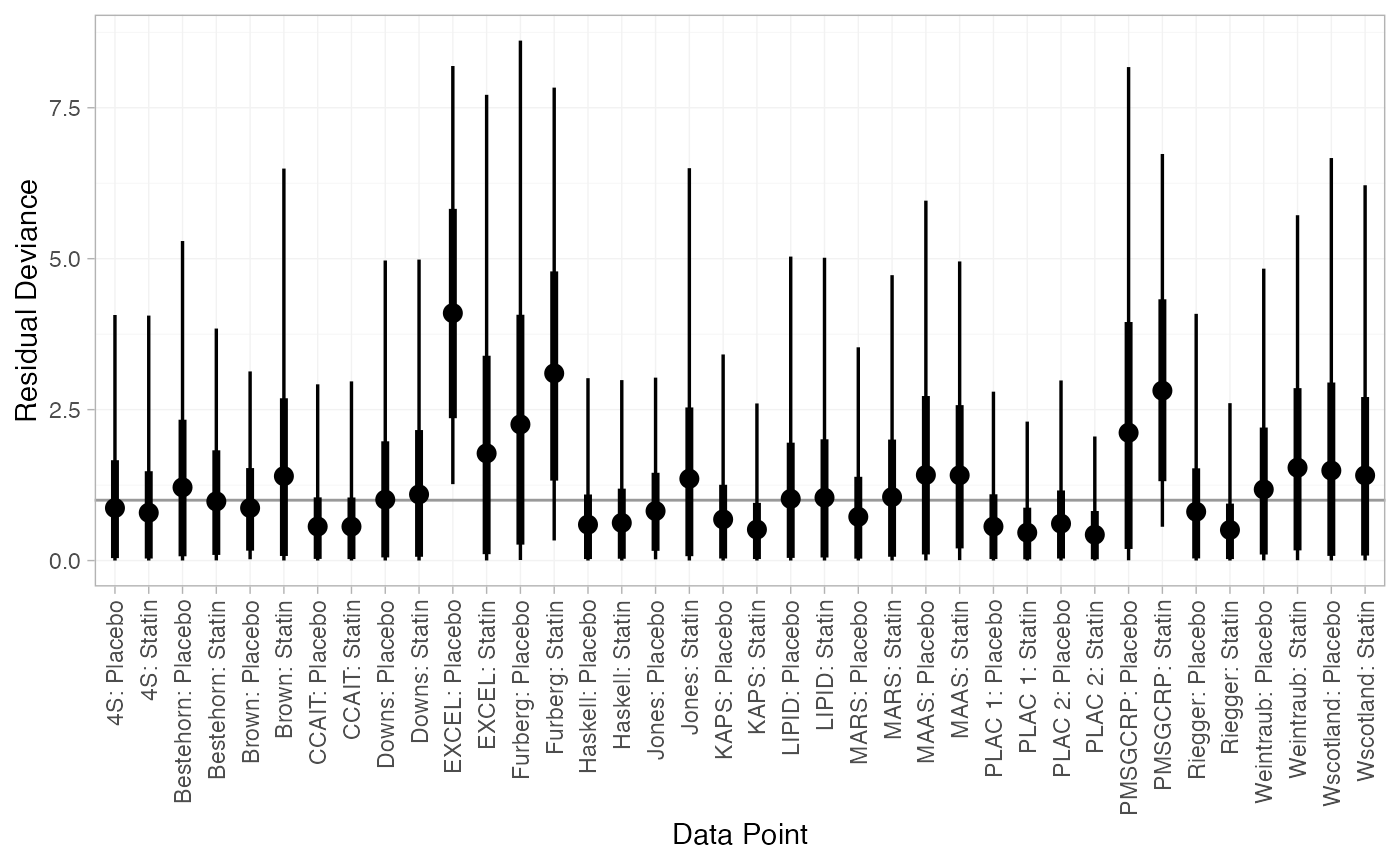 Residual Deviance
7.5
5.0
2.5
0.0
4S: Placebo
4S: Statin
Bestehorn: Placebo
Bestehorn: Statin
Brown: Placebo
Brown: Statin
CCAIT: Placebo
CCAIT: Statin
Downs: Placebo
Downs: Statin
EXCEL: Placebo
EXCEL: Statin
Furberg: Placebo
Furberg: Statin
Haskell: Placebo
Haskell: Statin
Jones: Placebo
Jones: Statin
KAPS: Placebo
KAPS: Statin
LIPID: Placebo
LIPID: Statin
MARS: Placebo
MARS: Statin
MAAS: Placebo
MAAS: Statin
PLAC 1: Placebo
PLAC 1: Statin
PLAC 2: Placebo
PLAC 2: Statin
PMSGCRP: Placebo
PMSGCRP: Statin
Riegger: Placebo
Riegger: Statin
Weintraub: Placebo
Weintraub: Statin
Wscotland: Placebo
Wscotland: Statin
Data Point